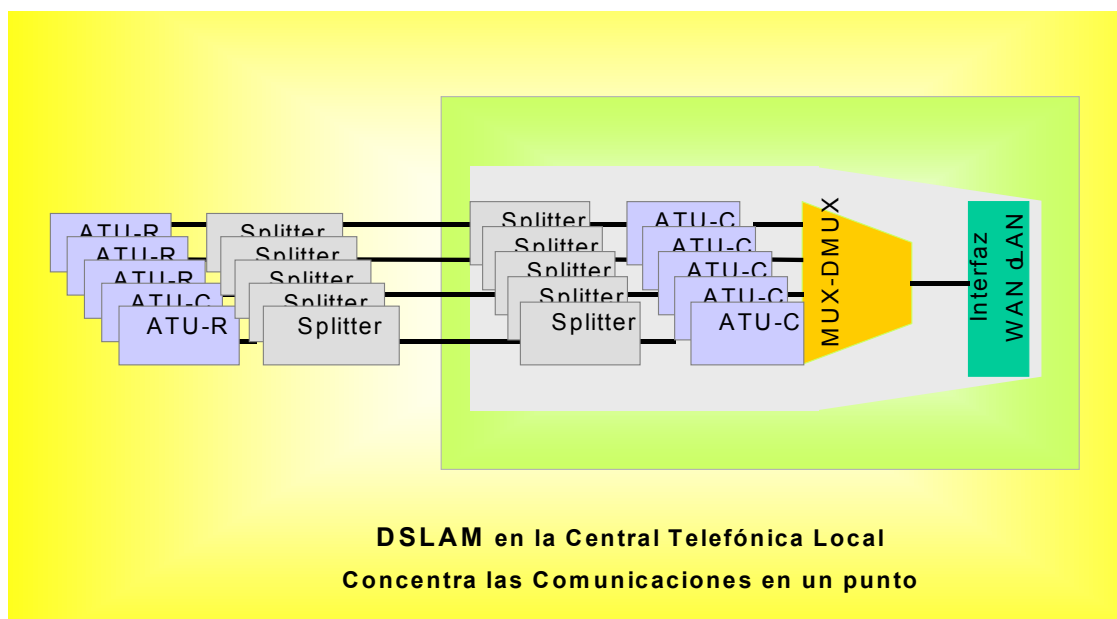 ATU-R Splitter Splitter ATU-C
ATU-R Splitter Splitter ATU-C
ATU-R Splitter Splitter ATU-C
ATU-C Splitter Splitter ATU-C
ATU-R Splitter Splitter ATU-C
MUX-DMUX
Interfaz
WAN d_AN
DSLAM en la Central Telefónica Local
Concentra las Comunicaciones en un punto